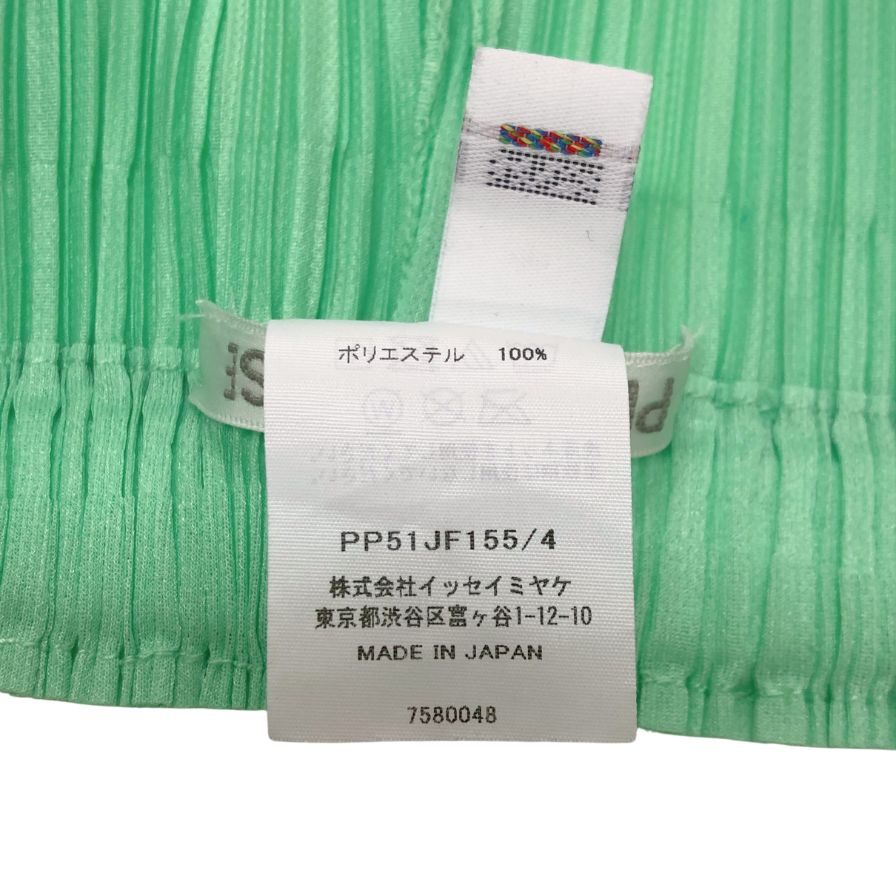 ポリエステル 100%
PP51JF155/4
株式会社イッセイミヤケ
東京都渋谷区富ヶ谷1-12-10
MADE IN JAPAN
7580048